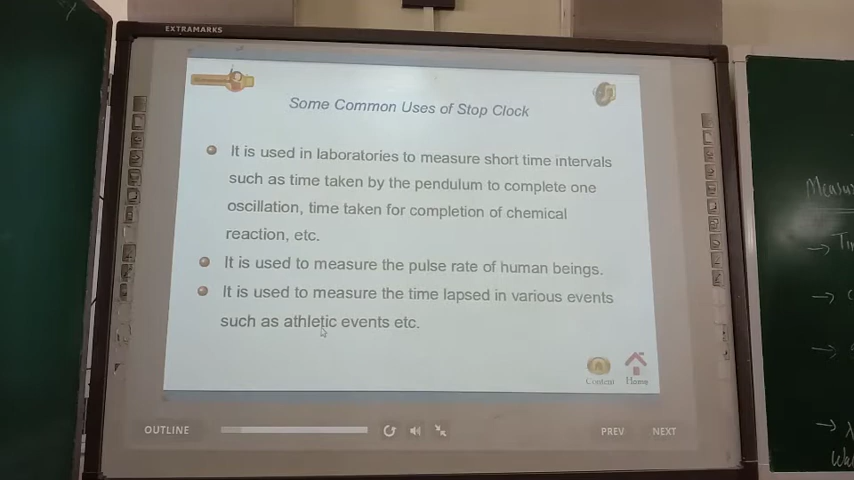 EXTRAMARKS
Some Common Uses of Stop Clock
It is used in laboratories to measure short time intervals
such as time taken by the pendulum to complete one
oscillation, time taken for completion of chemical
reaction, etc.
It is used to measure the pulse rate of human beings.
It is used to measure the time lapsed in various events
such as athletic events etc.
Content Home
OUTLINE PREV NEXT